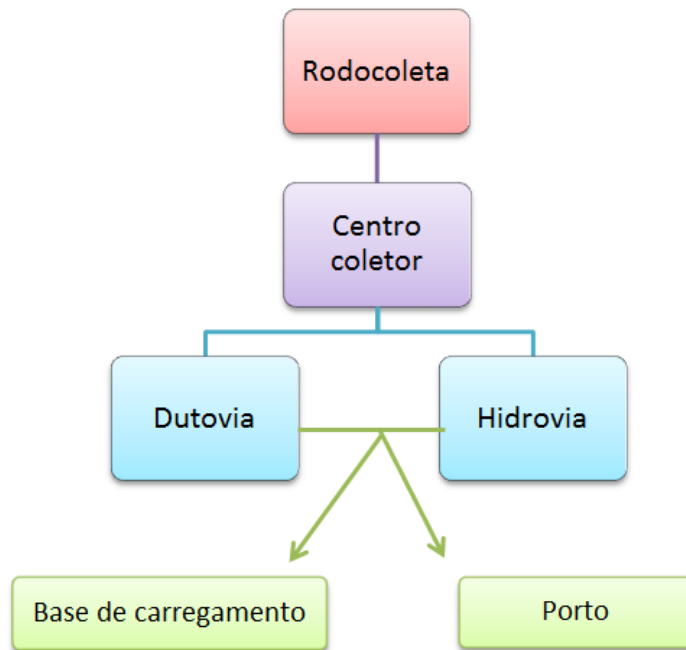 Rodocoleta
Centro
coletor
Dutovia
Hidrovia
Base de carregamento
Porto